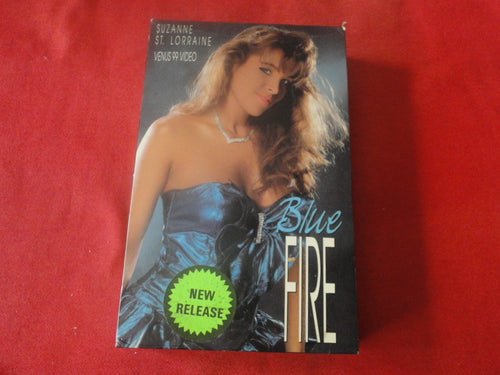 SUZANNE
ST. LORRAINE
VENUS 99 VIDEO
Blue
FIRE
NEW
RELEASE